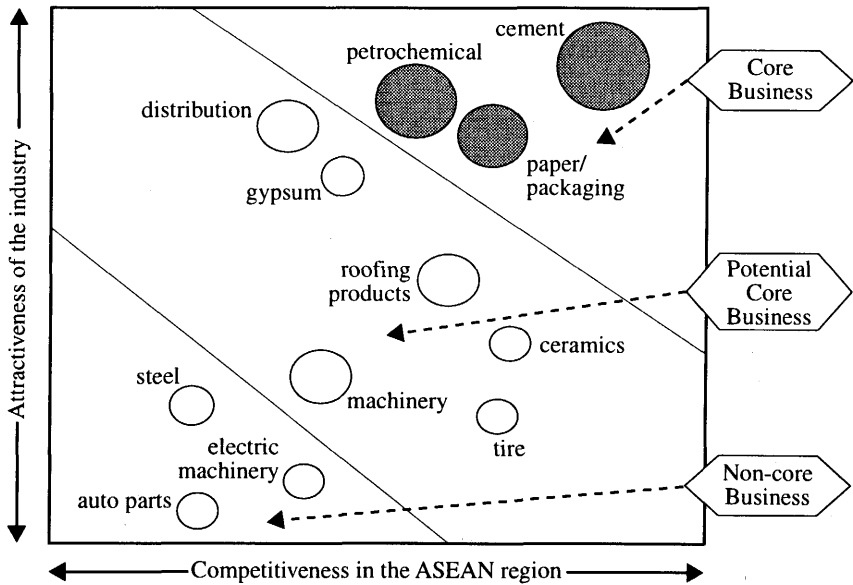 cement
petrochemical
Core
Business
distribution
paper/
packaging
gypsum
Attractiveness of the industry
roofing
products
Potential
Core
Business
ceramics
steel
machinery
electric
machinery
tire
auto parts
Non-core
Business
Competitiveness in the ASEAN region